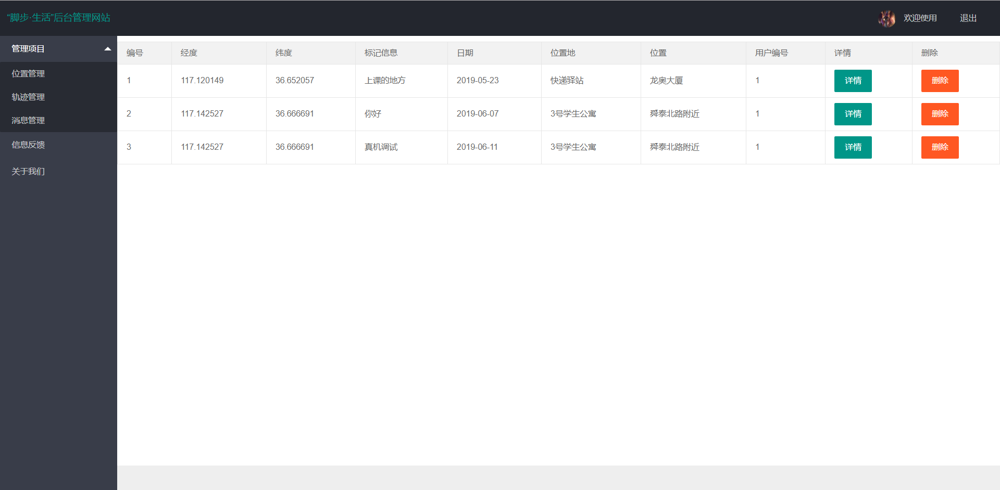 “脚步·生活”后台管理网站
欢迎使用 退出
管理项目
位置管理
轨迹管理
消息管理
信息反馈
关于我们
编号 经度 纬度 标记信息 日期 位置地 位置 用户编号 详情 删除
1 117.120149 36.652057 上课的地方 2019-05-23 快递驿站 龙奥大厦 1 详情 删除
2 117.142527 36.666691 你好 2019-06-07 3号学生公寓 舜泰北路附近 1 详情 删除
3 117.142527 36.666691 真机调试 2019-06-11 3号学生公寓 舜泰北路附近 1 详情 删除